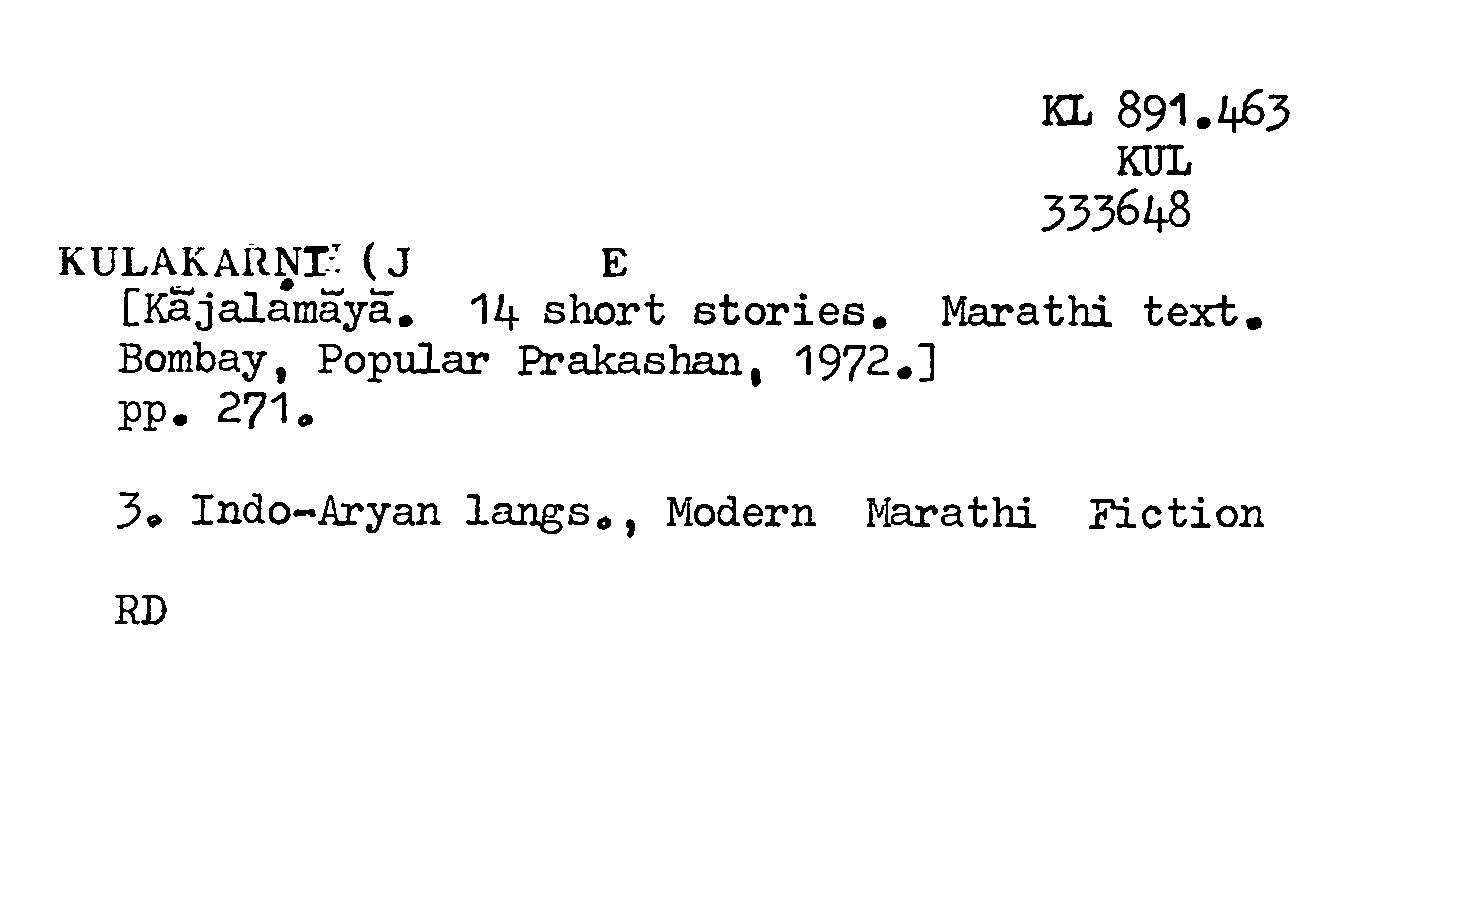 KL 891.463
KUL
333648
KULAKARṆI (J E
[Kājalamāyā. 14 short stories. Marathi text.
Bombay, Popular Prakashan, 1972.]
pp. 271.
3. Indo-Aryan langs., Modern Marathi Fiction
RD